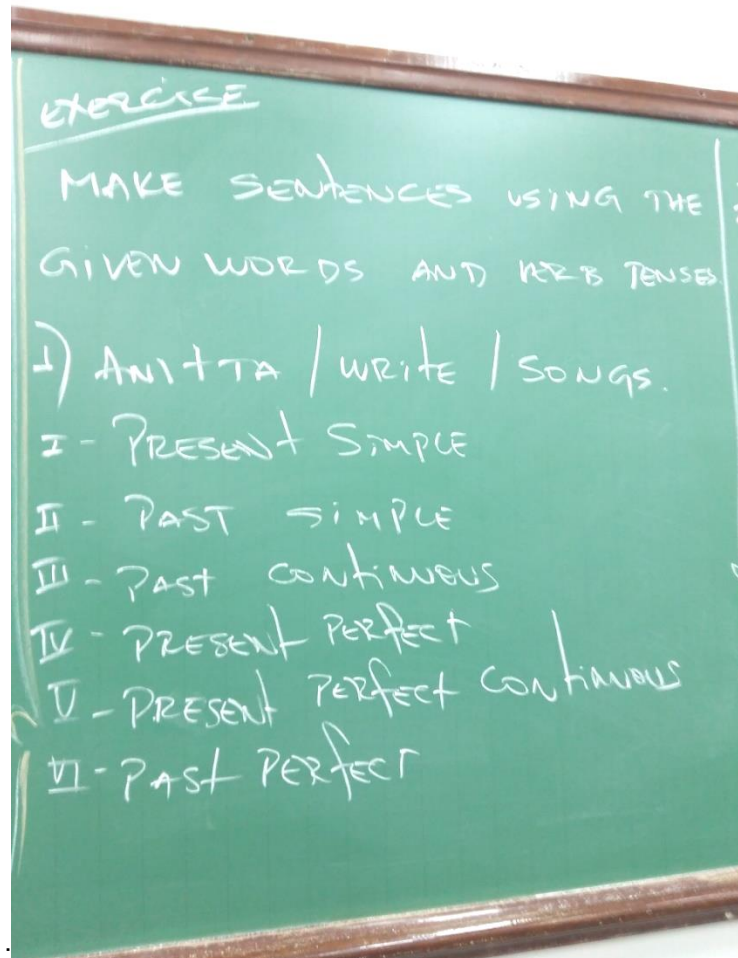 EXERCISE
MAKE SENTENCES USING THE
GIVEN WORDS AND VERB TENSES
1) ANITTA / WRITE / SONGS.
I - PRESENT SIMPLE
II - PAST SIMPLE
III - PAST CONTINUOUS
IV - PRESENT PERFECT
V - PRESENT PERFECT CONTINUOUS
VI - PAST PERFECT